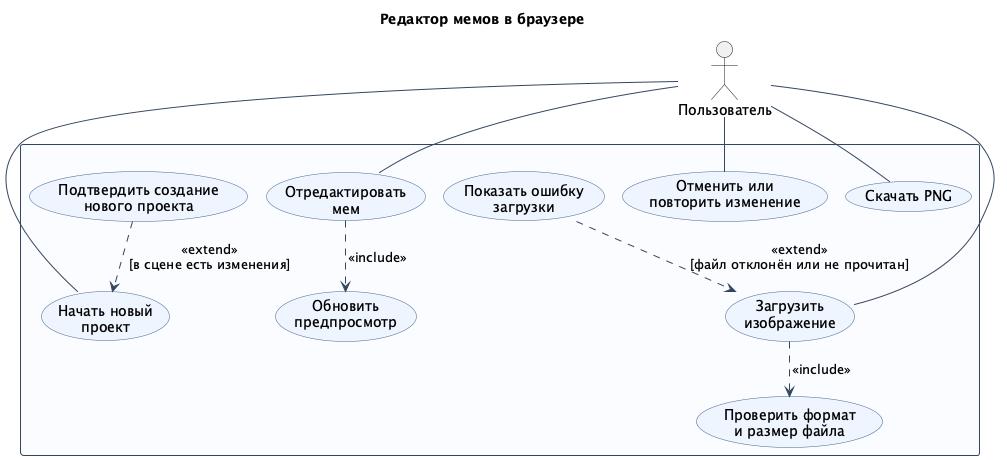 Редактор мемов в браузере
Пользователь
Подтвердить создание
нового проекта
Отредактировать
мем
Показать ошибку
загрузки
Отменить или
повторить изменение
Скачать PNG
«extend»
[в сцене есть изменения]
«include»
«extend»
[файл отклонён или не прочитан]
Начать новый
проект
Обновить
предпросмотр
Загрузить
изображение
«include»
Проверить формат
и размер файла